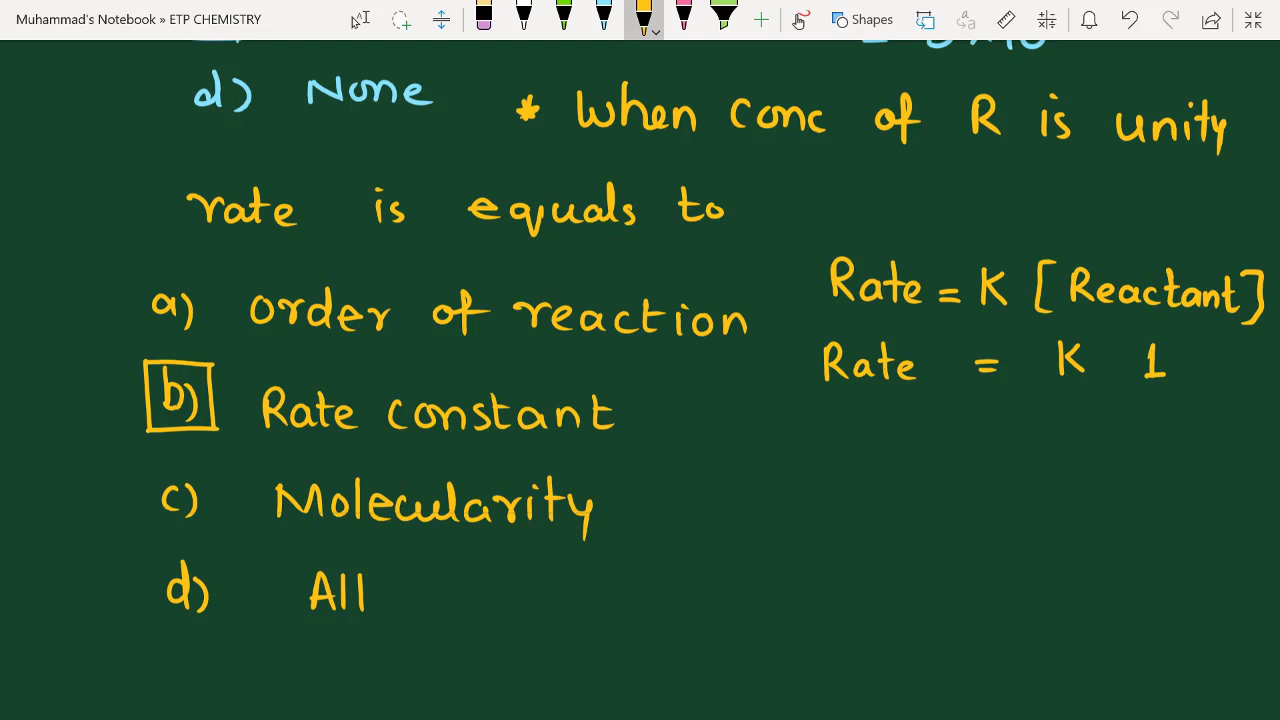 Muhammad's Notebook » ETP CHEMISTRY
Shapes
d) None
* When conc of R is unity
rate is equals to
a) order of reaction
Rate = K [Reactant]
b) Rate constant
Rate = K 1
c) Molecularity
d) All